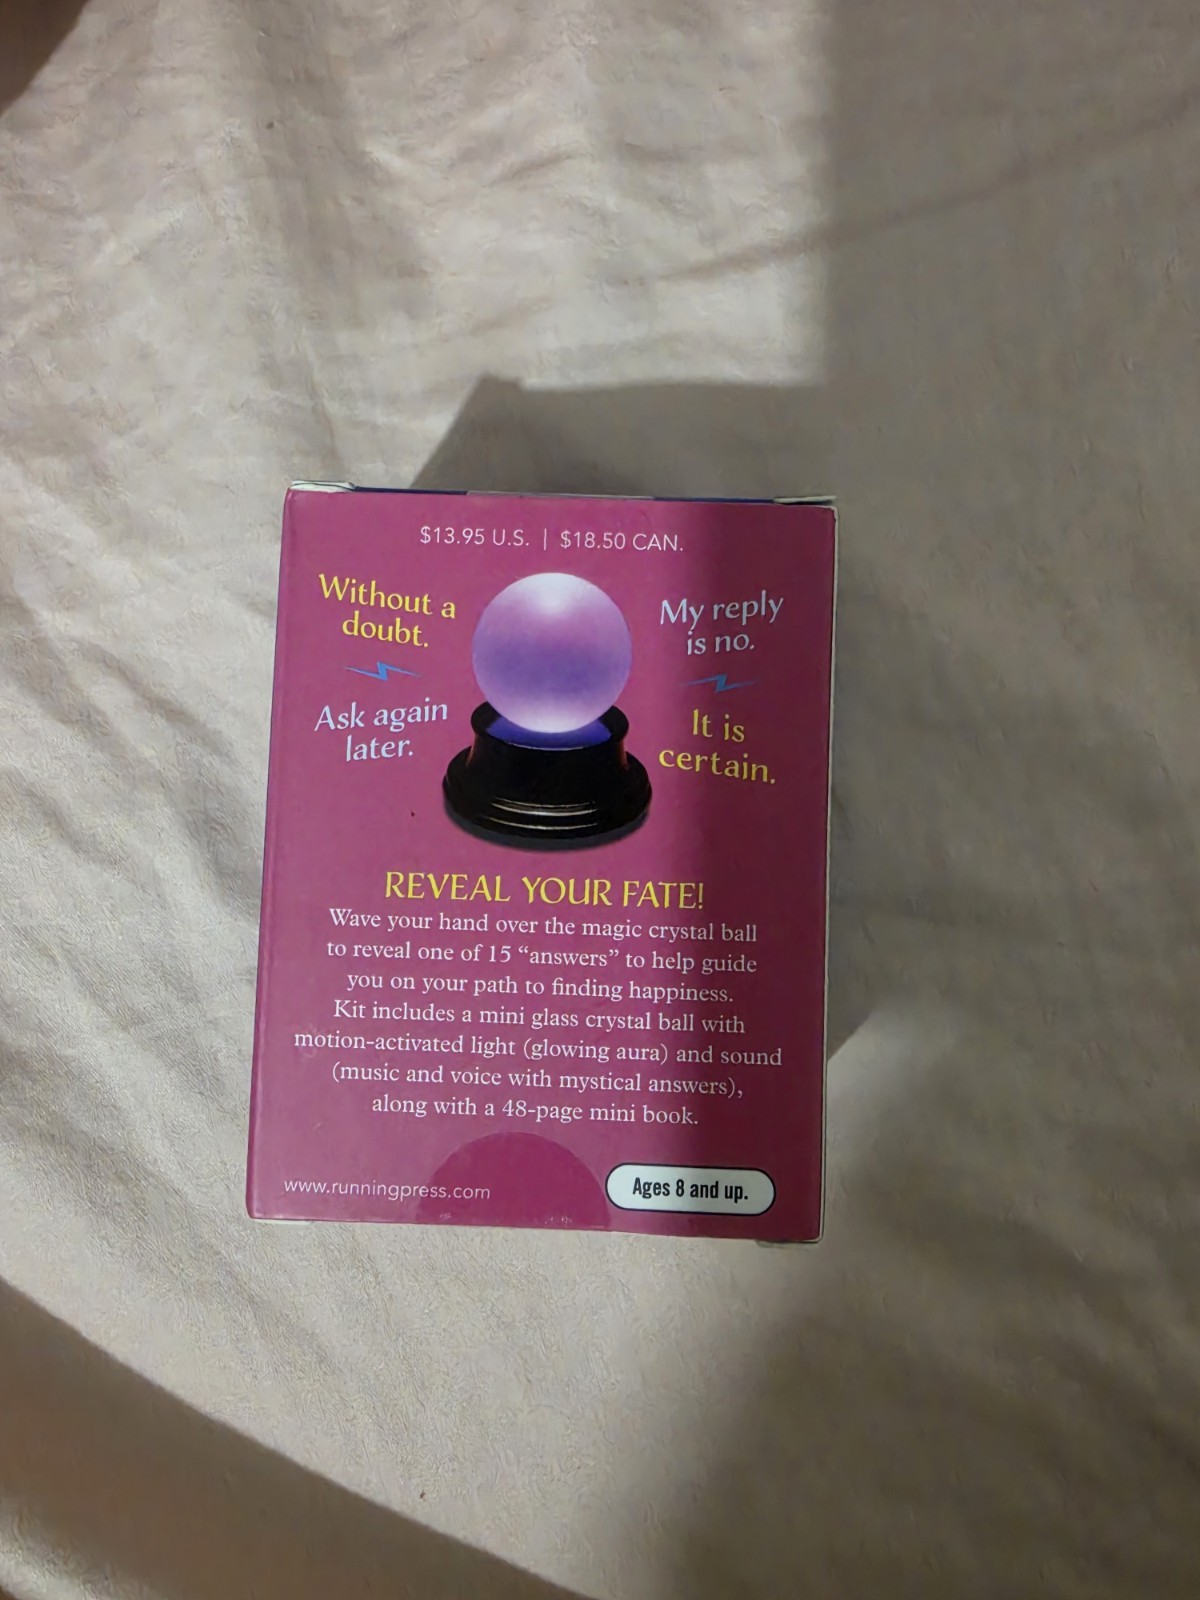 $13.95 U.S. | $18.50 CAN.
Without a
doubt.
Ask again
later.
My reply
is no.
It is
certain.
REVEAL YOUR FATE!
Wave your hand over the magic crystal ball
to reveal one of 15 “answers” to help guide
you on your path to finding happiness.
Kit includes a mini glass crystal ball with
motion-activated light (glowing aura) and sound
(music and voice with mystical answers),
along with a 48-page mini book.
www.runningpress.com
Ages 8 and up.